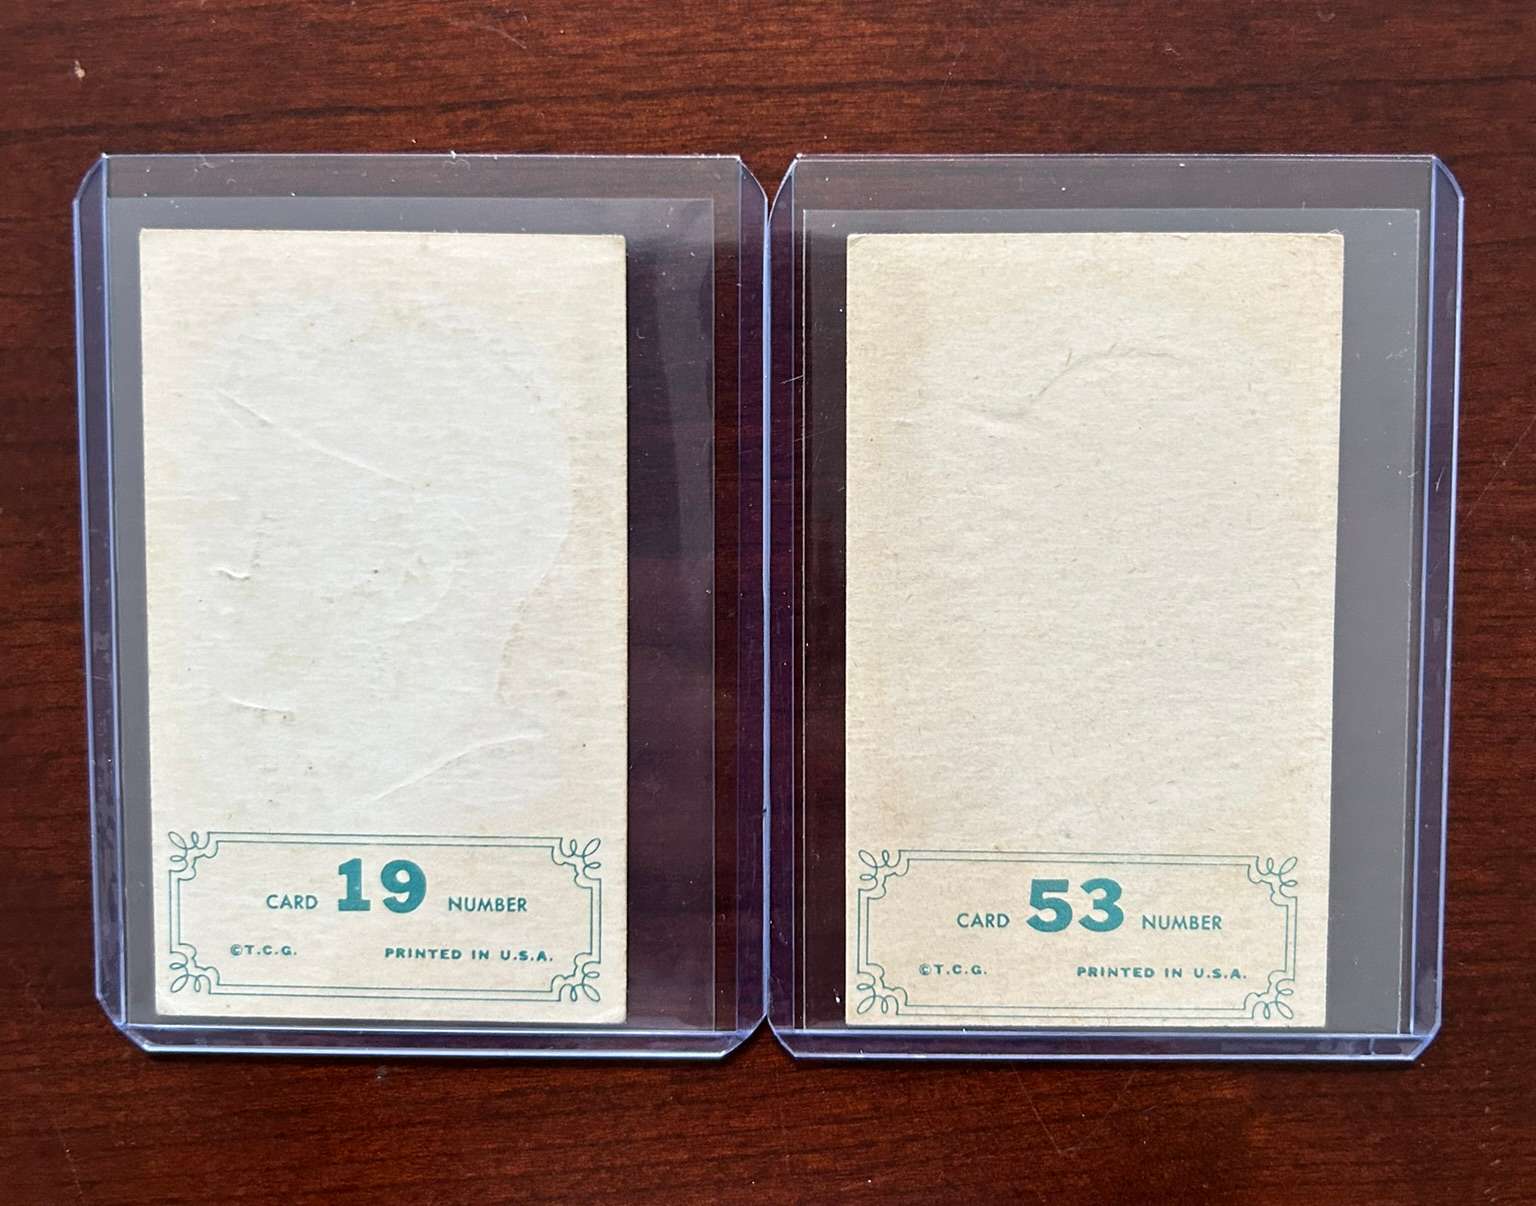 CARD 19 NUMBER
©T.C.G. PRINTED IN U.S.A.
CARD 53 NUMBER
©T.C.G. PRINTED IN U.S.A.